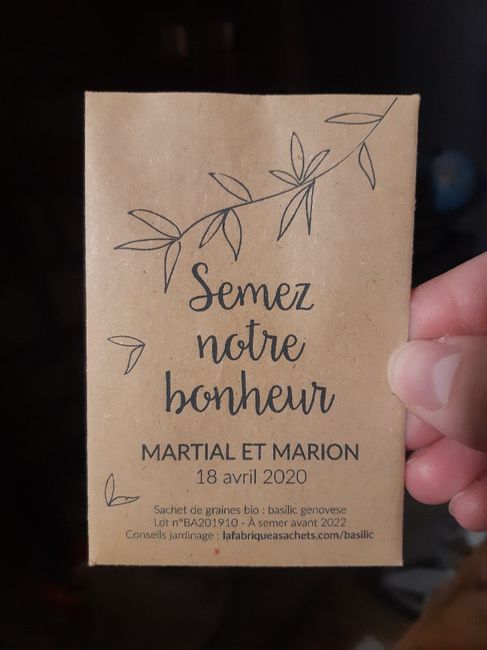 Semez
notre
bonheur
MARTIAL ET MARION
18 avril 2020
Sachet de graines bio : basilic genovese
Lot n°BA201910 - À semer avant 2022
Conseils jardinage : lafabriqueasachets.com/basilic